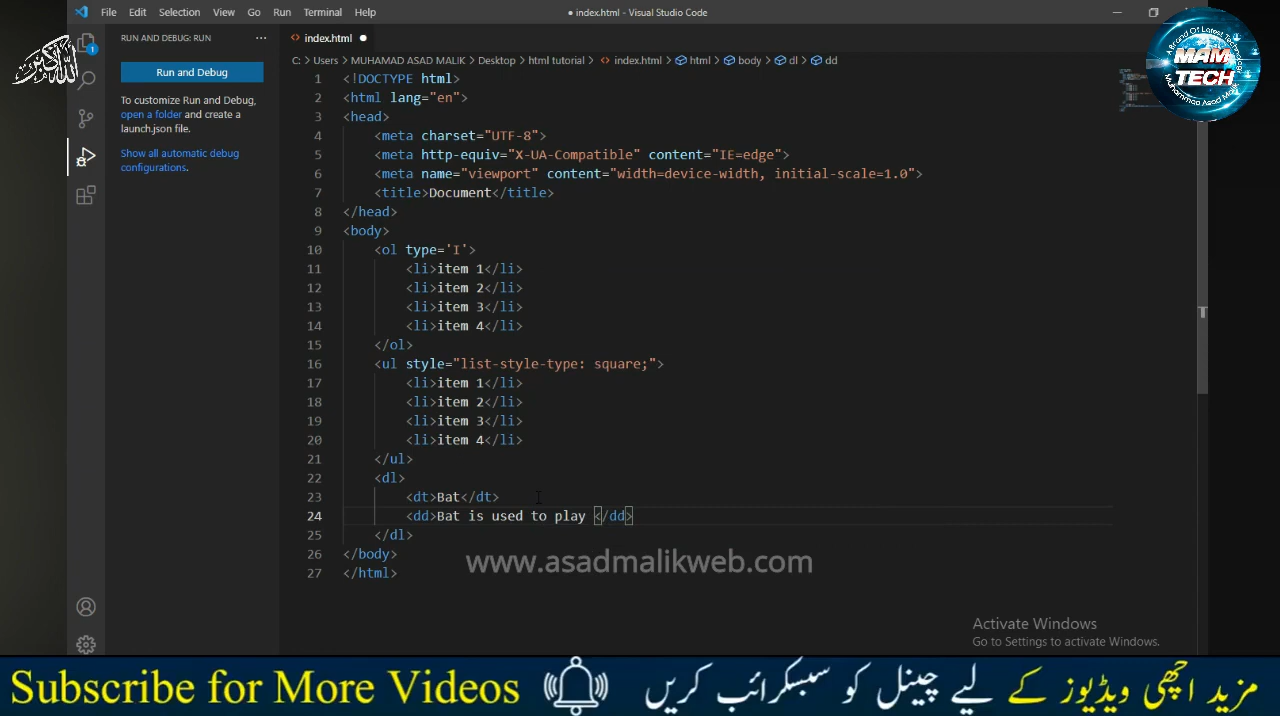 File Edit Selection View Go Run Terminal Help
● index.html - Visual Studio Code
الله اكبر
A Brand Of Latest Technology
MAM
TECH
Muhammad Asad Malik
RUN AND DEBUG: RUN ...
1
Run and Debug
To customize Run and Debug,
open a folder and create a
launch.json file.
Show all automatic debug
configurations.
<> index.html ●
C: > Users > MUHAMAD ASAD MALIK > Desktop > html tutorial > <> index.html > html > body > dl > dd
1 <!DOCTYPE html>
2 <html lang="en">
3 <head>
4 <meta charset="UTF-8">
5 <meta http-equiv="X-UA-Compatible" content="IE=edge">
6 <meta name="viewport" content="width=device-width, initial-scale=1.0">
7 <title>Document</title>
8 </head>
9 <body>
10 <ol type='I'>
11 <li>item 1</li>
12 <li>item 2</li>
13 <li>item 3</li>
14 <li>item 4</li>
15 </ol>
16 <ul style="list-style-type: square;">
17 <li>item 1</li>
18 <li>item 2</li>
19 <li>item 3</li>
20 <li>item 4</li>
21 </ul>
22 <dl>
23 <dt>Bat</dt>
24 <dd>Bat is used to play </dd>
25 </dl>
26 </body>
27 </html>
www.asadmalikweb.com
Activate Windows
Go to Settings to activate Windows.
Subscribe for More Videos
مزید اچھی ویڈیوز کے لیے چینل کو سبسکرائب کریں